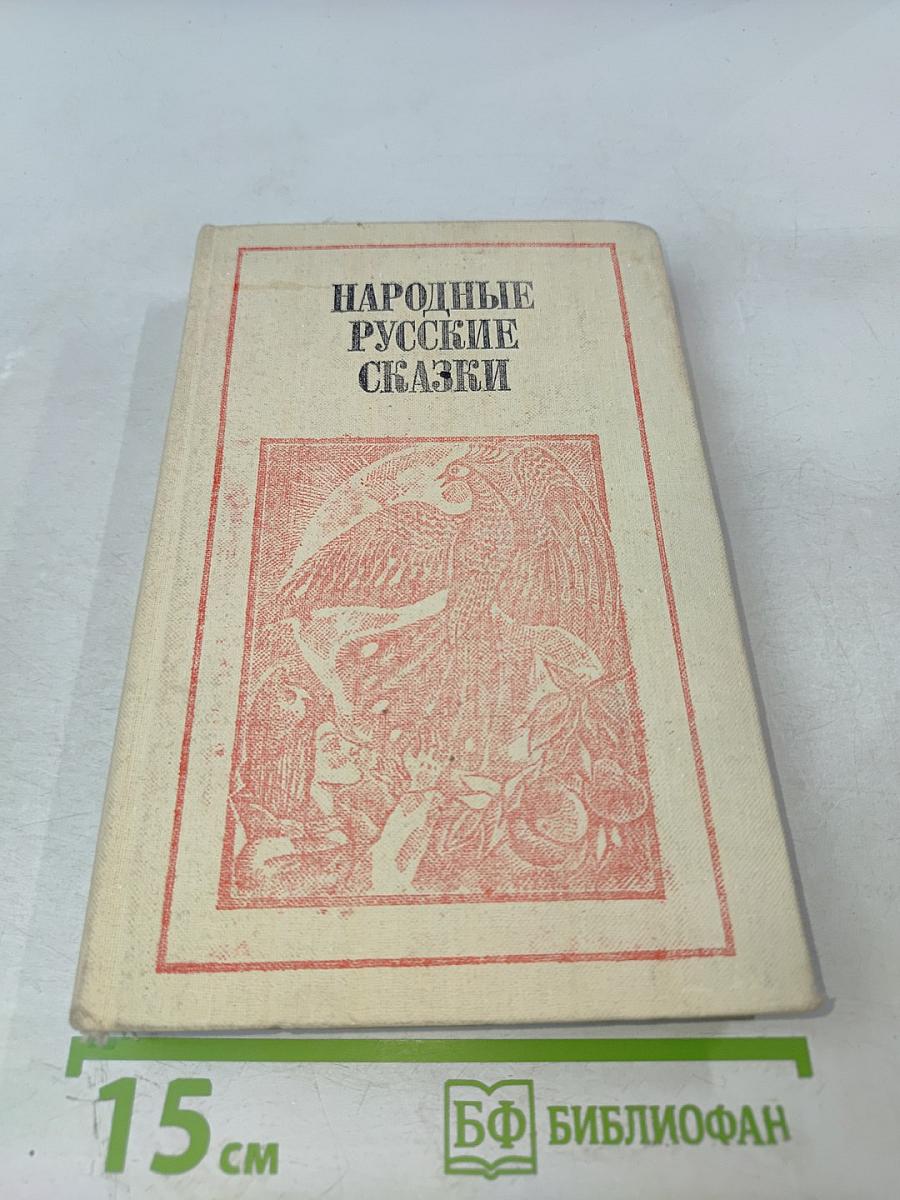 НАРОДНЫЕ
РУССКИЕ
СКАЗКИ
15 см
БФ БИБЛИОФАН